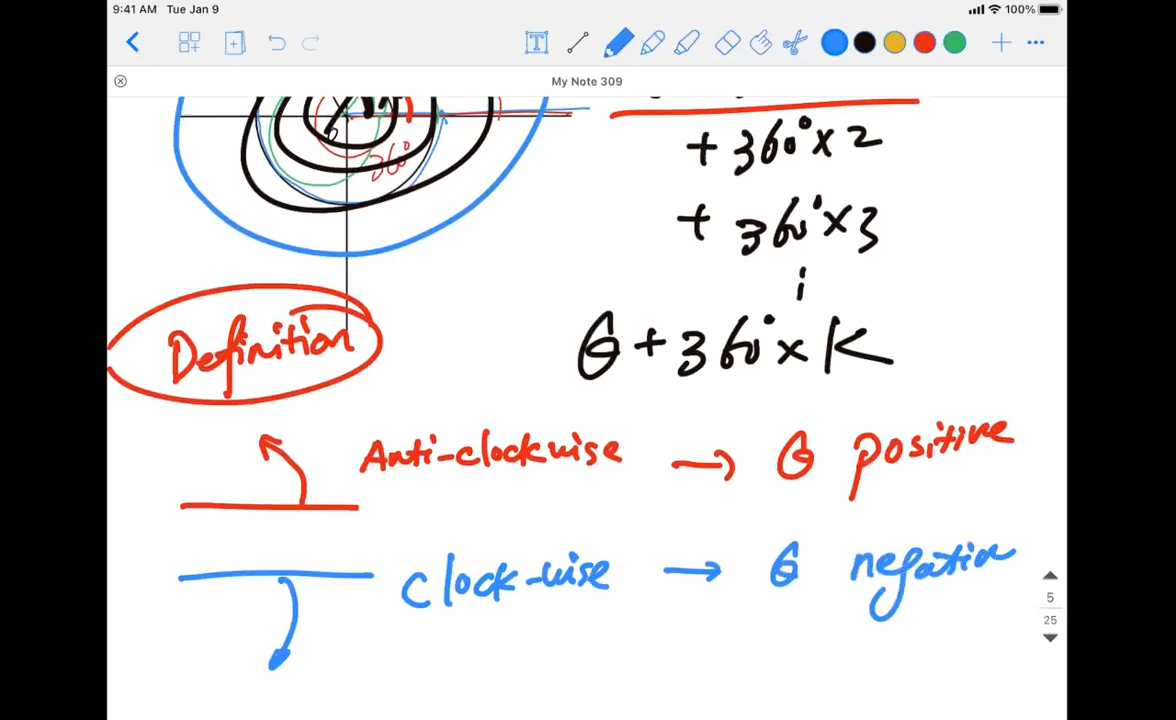 9:41 AM Tue Jan 9
100%
My Note 309
360°
+ 360° x 2
+ 360° x 3
θ + 360° x K
Definition
Anti-clockwise → θ positive
clock-wise → θ negative
5
25